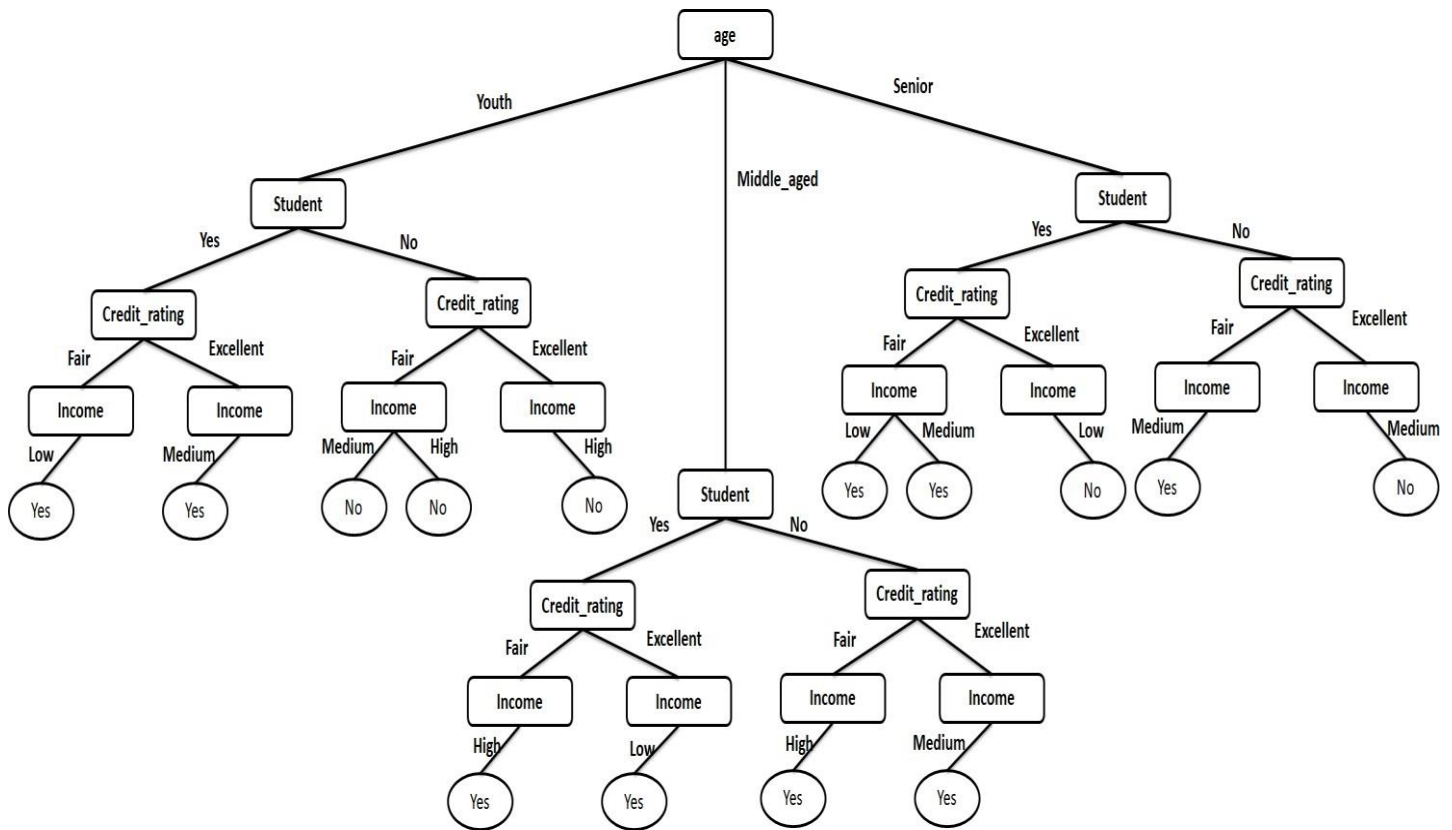 age
Youth
Senior
Middle_aged
Student
Student
Yes
No
Yes
No
Credit_rating
Credit_rating
Credit_rating
Credit_rating
Fair
Excellent
Fair
Excellent
Fair
Excellent
Fair
Excellent
Income
Income
Income
Income
Income
Income
Income
Income
Low
Medium
Medium
High
High
Low
Medium
Low
Medium
Medium
Yes
Yes
No
No
No
Yes
Yes
No
Yes
No
Student
Yes
No
Credit_rating
Credit_rating
Fair
Excellent
Fair
Excellent
Income
Income
Income
Income
High
Low
High
Medium
Yes
Yes
Yes
Yes